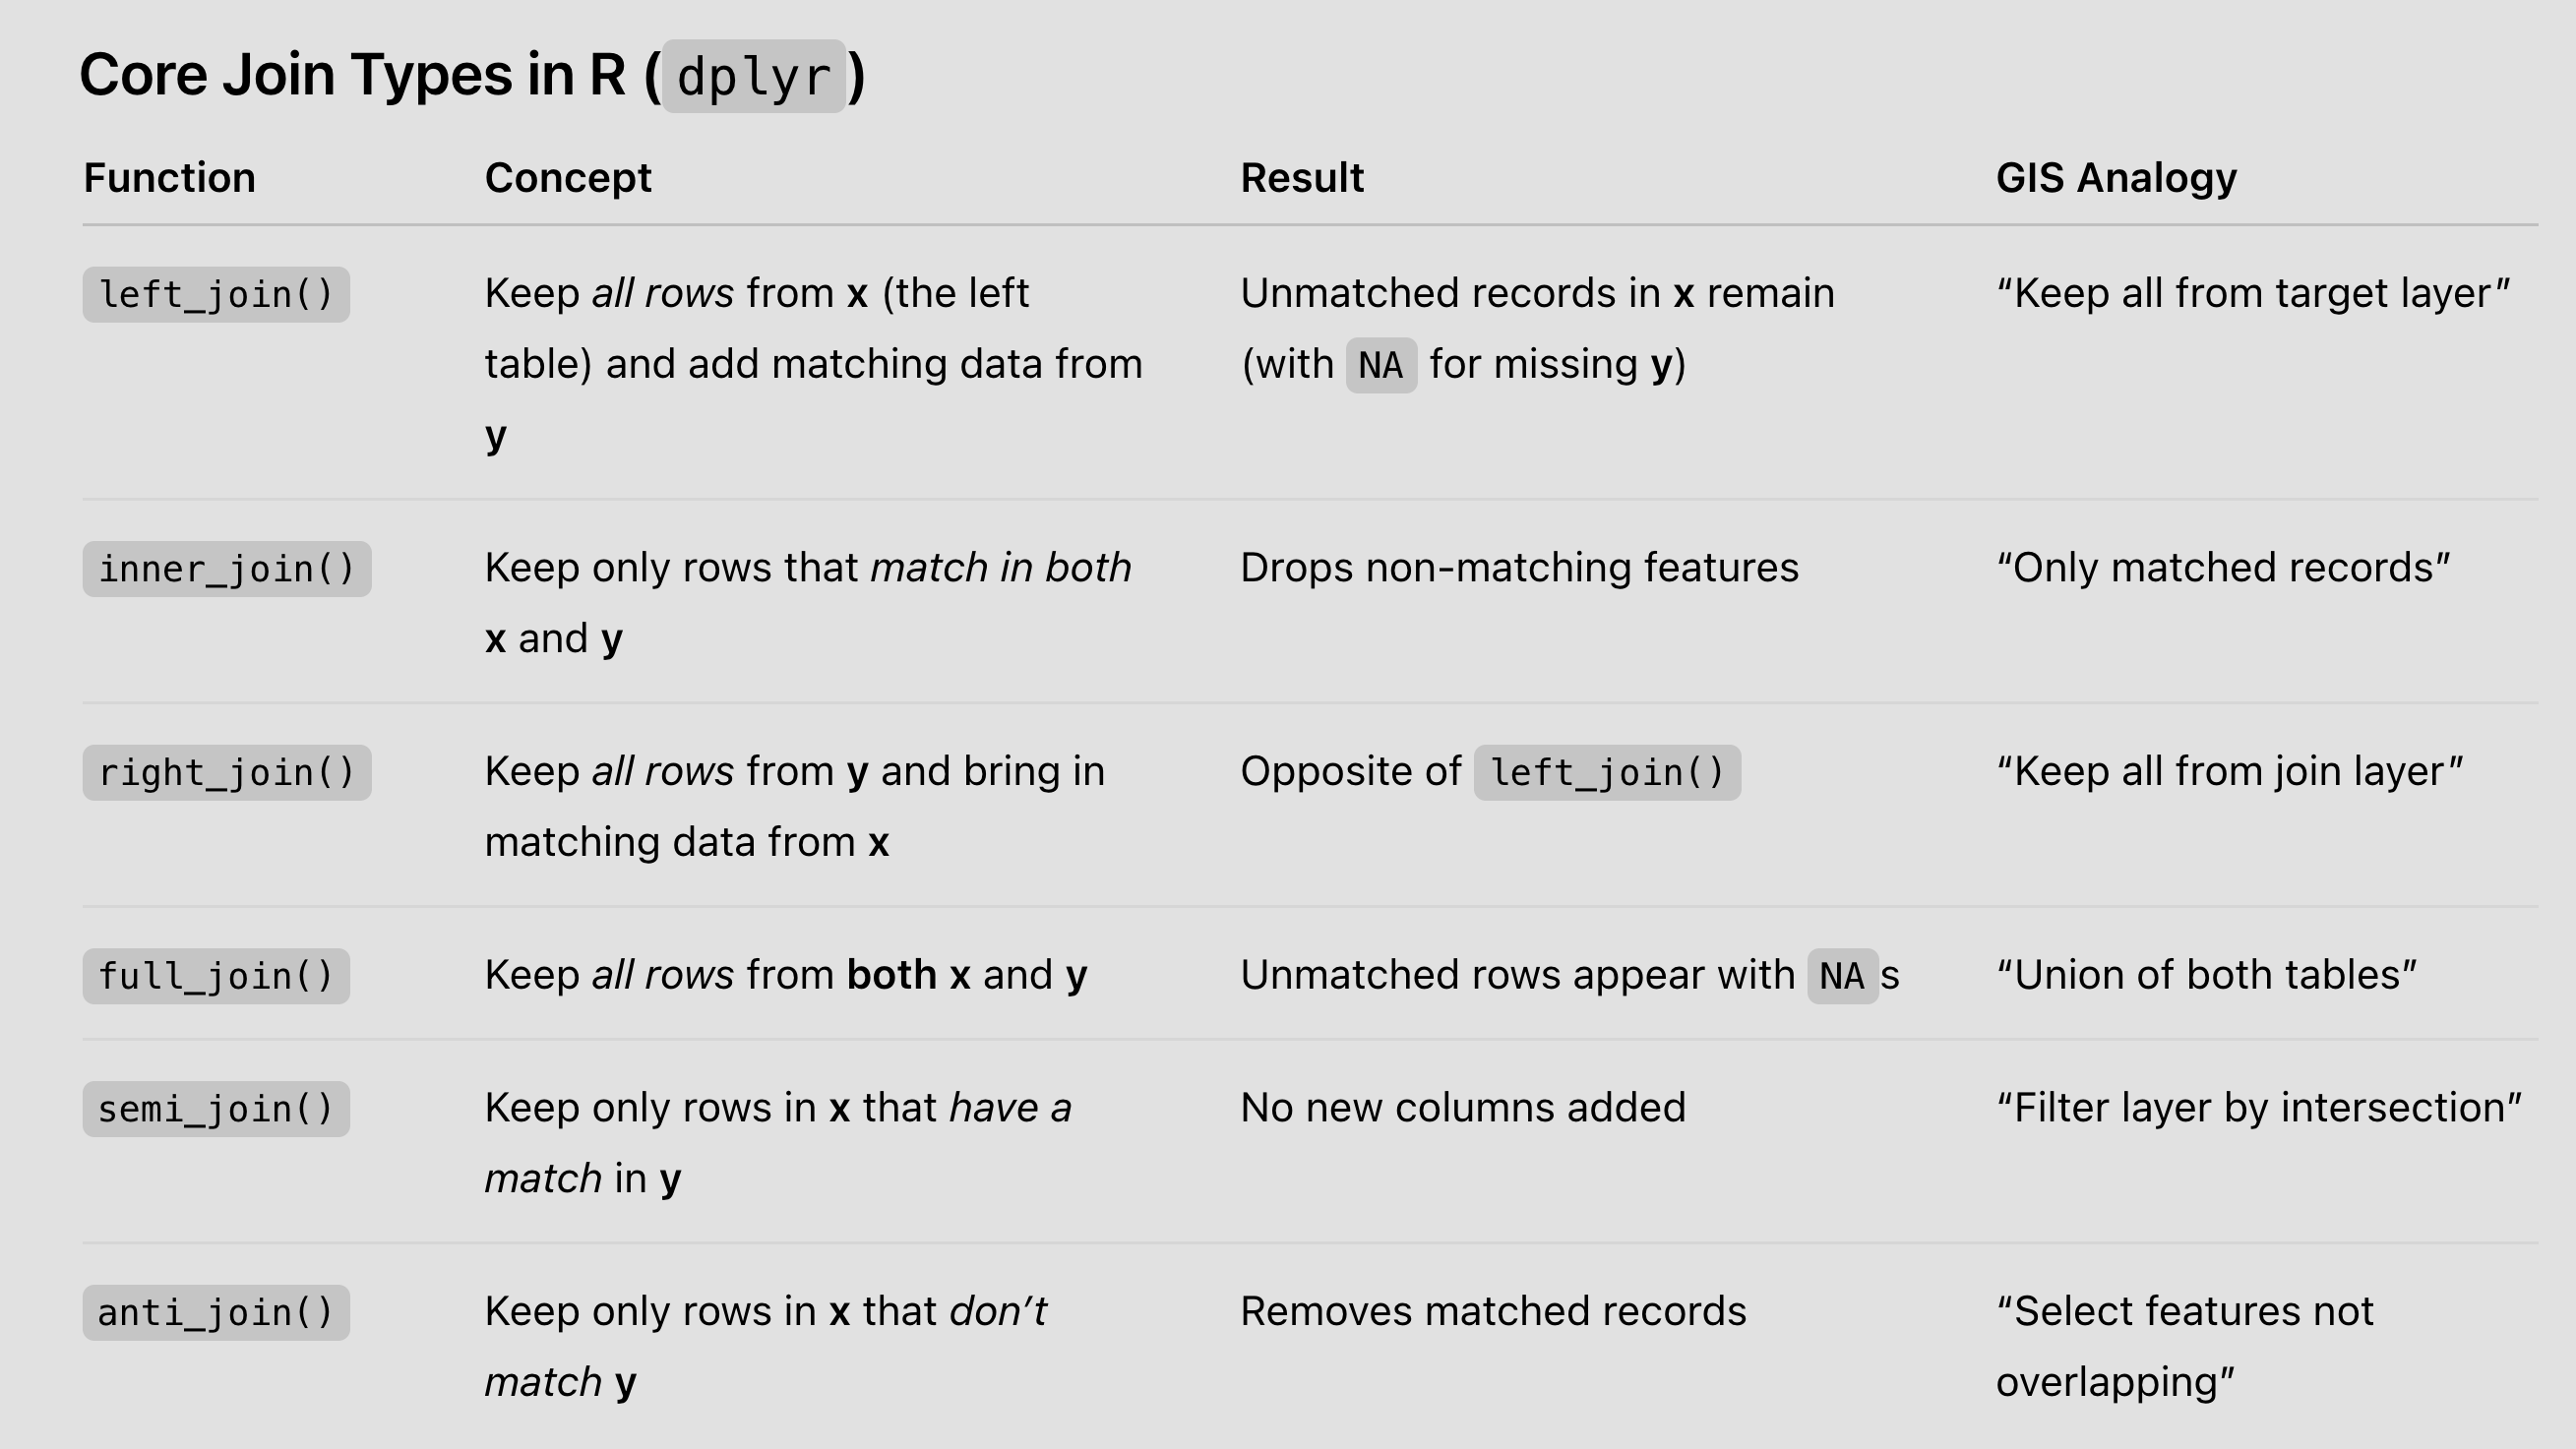 Core Join Types in R (dplyr)
Function Concept Result GIS Analogy
left_join() Keep all rows from x (the left Unmatched records in x remain “Keep all from target layer”
table) and add matching data from (with NA for missing y)
y
inner_join() Keep only rows that match in both Drops non-matching features “Only matched records”
x and y
right_join() Keep all rows from y and bring in Opposite of left_join() “Keep all from join layer”
matching data from x
full_join() Keep all rows from both x and y Unmatched rows appear with NA s “Union of both tables”
semi_join() Keep only rows in x that have a No new columns added “Filter layer by intersection”
match in y
anti_join() Keep only rows in x that don’t Removes matched records “Select features not
match y overlapping”